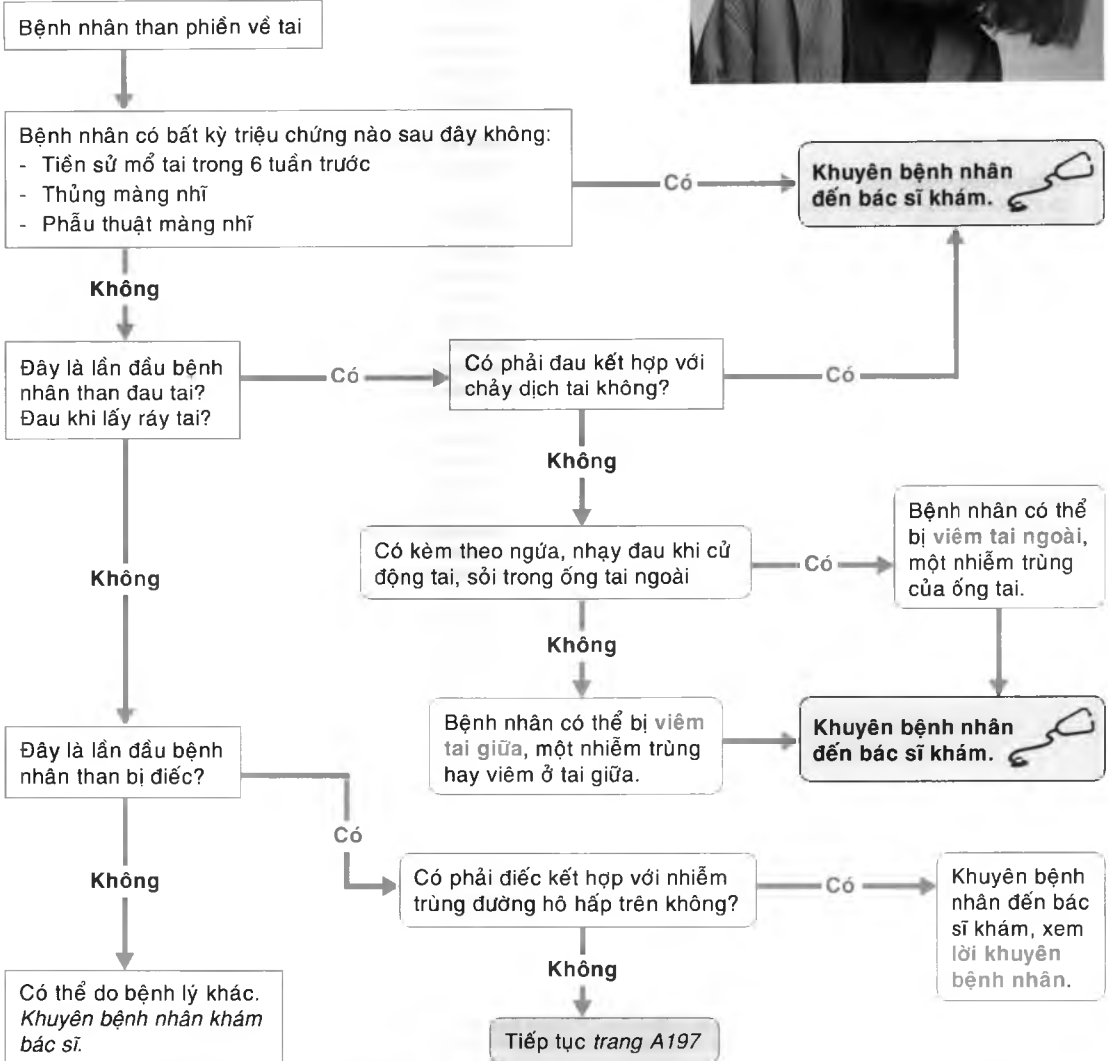 Bệnh nhân than phiền về tai
Bệnh nhân có bất kỳ triệu chứng nào sau đây không:
- Tiền sử mổ tai trong 6 tuần trước
- Thủng màng nhĩ
- Phẫu thuật màng nhĩ
Có
Khuyên bệnh nhân
đến bác sĩ khám.
Không
Đây là lần đầu bệnh
nhân than đau tai?
Đau khi lấy ráy tai?
Có
Có phải đau kết hợp với
chảy dịch tai không?
Có
Không
Không
Có kèm theo ngứa, nhạy đau khi cử
động tai, sỏi trong ống tai ngoài
Có
Bệnh nhân có thể
bị viêm tai ngoài,
một nhiễm trùng
của ống tai.
Không
Bệnh nhân có thể bị viêm
tai giữa, một nhiễm trùng
hay viêm ở tai giữa.
Khuyên bệnh nhân
đến bác sĩ khám.
Đây là lần đầu bệnh
nhân than bị điếc?
Có
Không
Có phải điếc kết hợp với nhiễm
trùng đường hô hấp trên không?
Có
Khuyên bệnh
nhân đến bác
sĩ khám, xem
lời khuyên
bệnh nhân.
Không
Có thể do bệnh lý khác.
Khuyên bệnh nhân khám
bác sĩ.
Tiếp tục trang A197